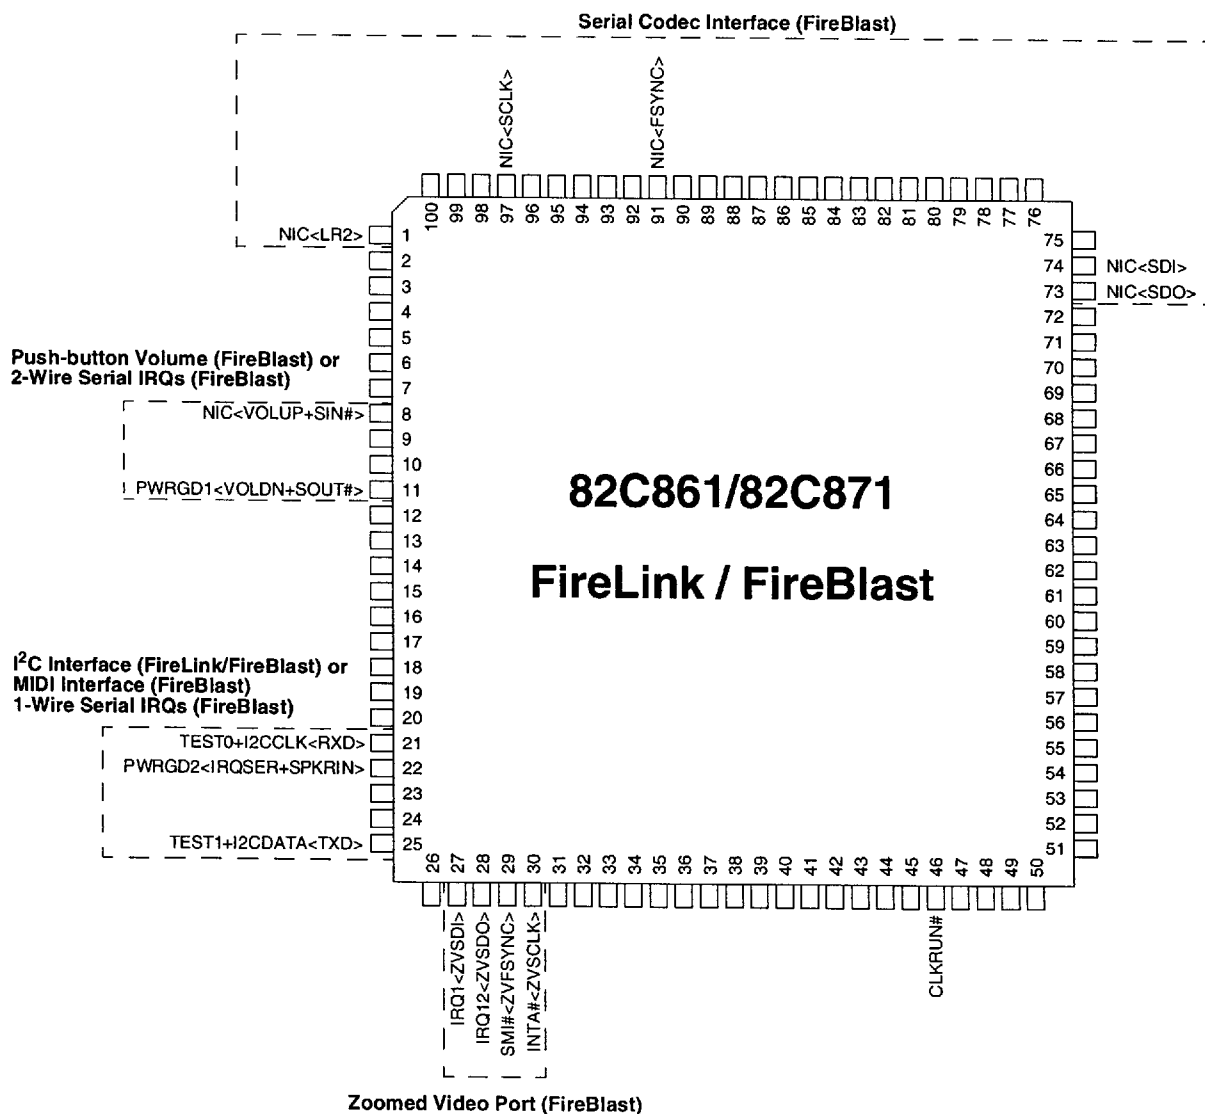 Serial Codec Interface (FireBlast)
NIC<SCLK>
NIC<FSYNC>
100 99 98 97 96 95 94 93 92 91 90 89 88 87 86 85 84 83 82 81 80 79 78 77 76
NIC<LR2>
1
2
3
4
5
6
7
8
9
10
11
12
13
14
15
16
17
18
19
20
21
22
23
24
25
Push-button Volume (FireBlast) or
2-Wire Serial IRQs (FireBlast)
NIC<VOLUP+SIN#>
PWRGD1<VOLDN+SOUT#>
I²C Interface (FireLink/FireBlast) or
MIDI Interface (FireBlast)
1-Wire Serial IRQs (FireBlast)
TEST0+I2CCLK<RXD>
PWRGD2<IRQSER+SPKRIN>
TEST1+I2CDATA<TXD>
82C861/82C871
FireLink / FireBlast
75
74
73
72
71
70
69
68
67
66
65
64
63
62
61
60
59
58
57
56
55
54
53
52
51
NIC<SDI>
NIC<SDO>
26 27 28 29 30 31 32 33 34 35 36 37 38 39 40 41 42 43 44 45 46 47 48 49 50
IRQ1<ZVSDI>
IRQ12<ZVSDO>
SMI#<ZVFSYNC>
INTA#<ZVSCLK>
CLKRUN#
Zoomed Video Port (FireBlast)